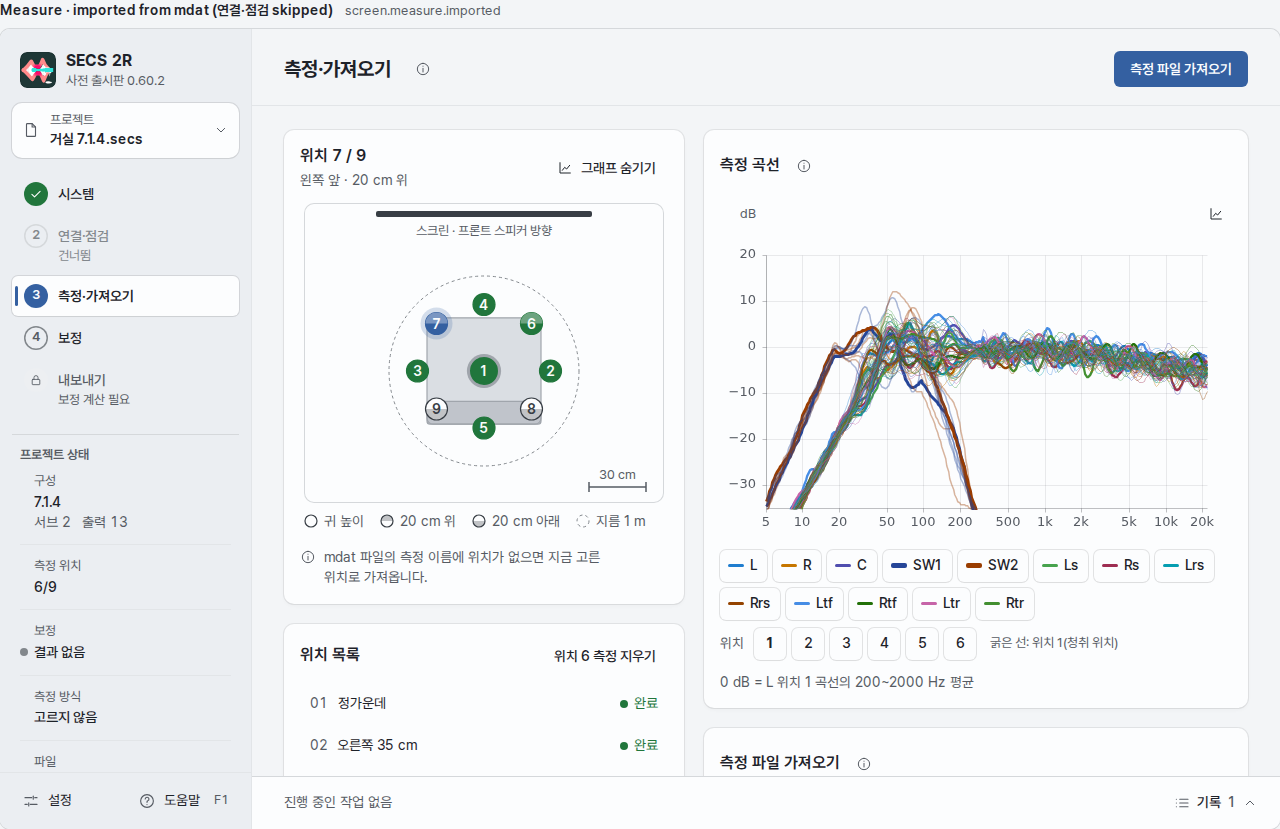 Measure · imported from mdat (연결·점검 skipped) screen.measure.imported
SECS 2R
사전 출시판 0.60.2
프로젝트
거실 7.1.4.secs
시스템
2 연결·점검
건너뜀
3 측정·가져오기
4 보정
내보내기
보정 계산 필요
프로젝트 상태
구성
7.1.4
서브 2 출력 13
측정 위치
6/9
보정
결과 없음
측정 방식
고르지 않음
파일
설정 도움말 F1
측정·가져오기
측정 파일 가져오기
위치 7 / 9
왼쪽 앞 · 20 cm 위
그래프 숨기기
스크린 · 프론트 스피커 방향
4
7 6
3 1 2
9 8
5
30 cm
귀 높이 20 cm 위 20 cm 아래 지름 1 m
mdat 파일의 측정 이름에 위치가 없으면 지금 고른
위치로 가져옵니다.
위치 목록
위치 6 측정 지우기
01 정가운데 완료
02 오른쪽 35 cm 완료
측정 곡선
dB
20
10
0
−10
−20
−30
5 10 20 50 100 200 500 1k 2k 5k 10k 20k
L R C SW1 SW2 Ls Rs Lrs
Rrs Ltf Rtf Ltr Rtr
위치 1 2 3 4 5 6 굵은 선: 위치 1(청취 위치)
0 dB = L 위치 1 곡선의 200~2000 Hz 평균
측정 파일 가져오기
진행 중인 작업 없음
기록 1